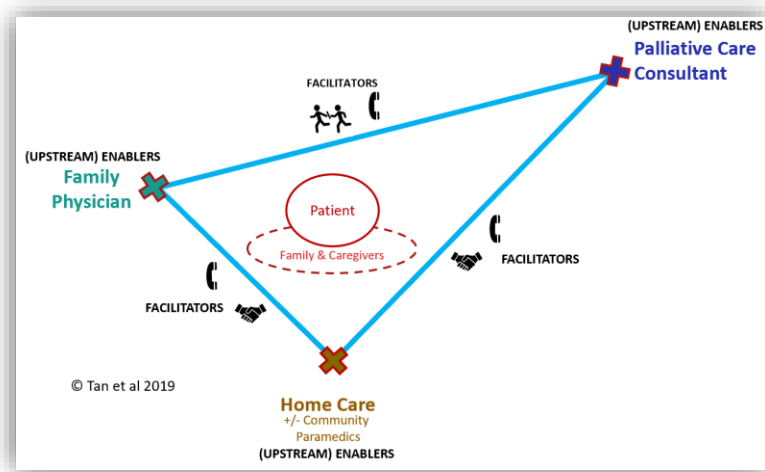 (UPSTREAM) ENABLERS
Palliative Care
Consultant
FACILITATORS
(UPSTREAM) ENABLERS
Family
Physician
Patient
Family & Caregivers
FACILITATORS
FACILITATORS
© Tan et al 2019
Home Care
+/- Community
Paramedics
(UPSTREAM) ENABLERS